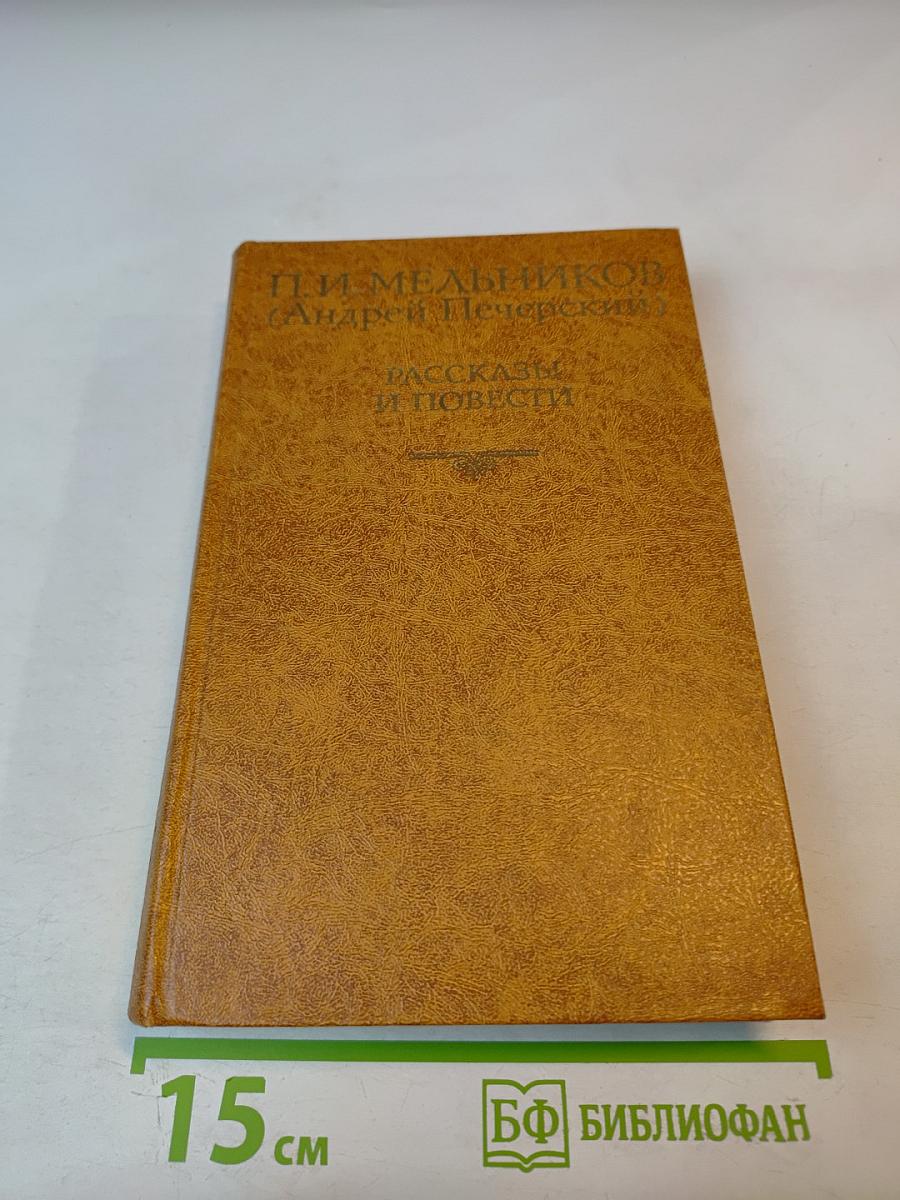 П.И. МЕЛЬНИКОВ
(Андрей Печерский)
РАССКАЗЫ
И ПОВЕСТИ
15 см
БФ БИБЛИОФАН